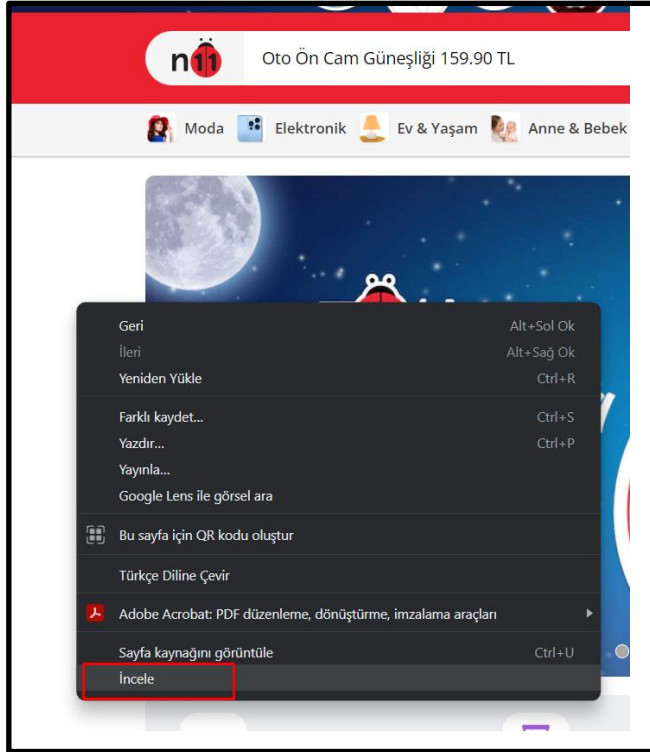 n11
Oto Ön Cam Güneşliği 159.90 TL
Moda Elektronik Ev & Yaşam Anne & Bebek
Geri Alt+Sol Ok
İleri Alt+Sağ Ok
Yeniden Yükle Ctrl+R
Farklı kaydet... Ctrl+S
Yazdır... Ctrl+P
Yayınla...
Google Lens ile görsel ara
Bu sayfa için QR kodu oluştur
Türkçe Diline Çevir
Adobe Acrobat: PDF düzenleme, dönüştürme, imzalama araçları
Sayfa kaynağını görüntüle Ctrl+U
İncele